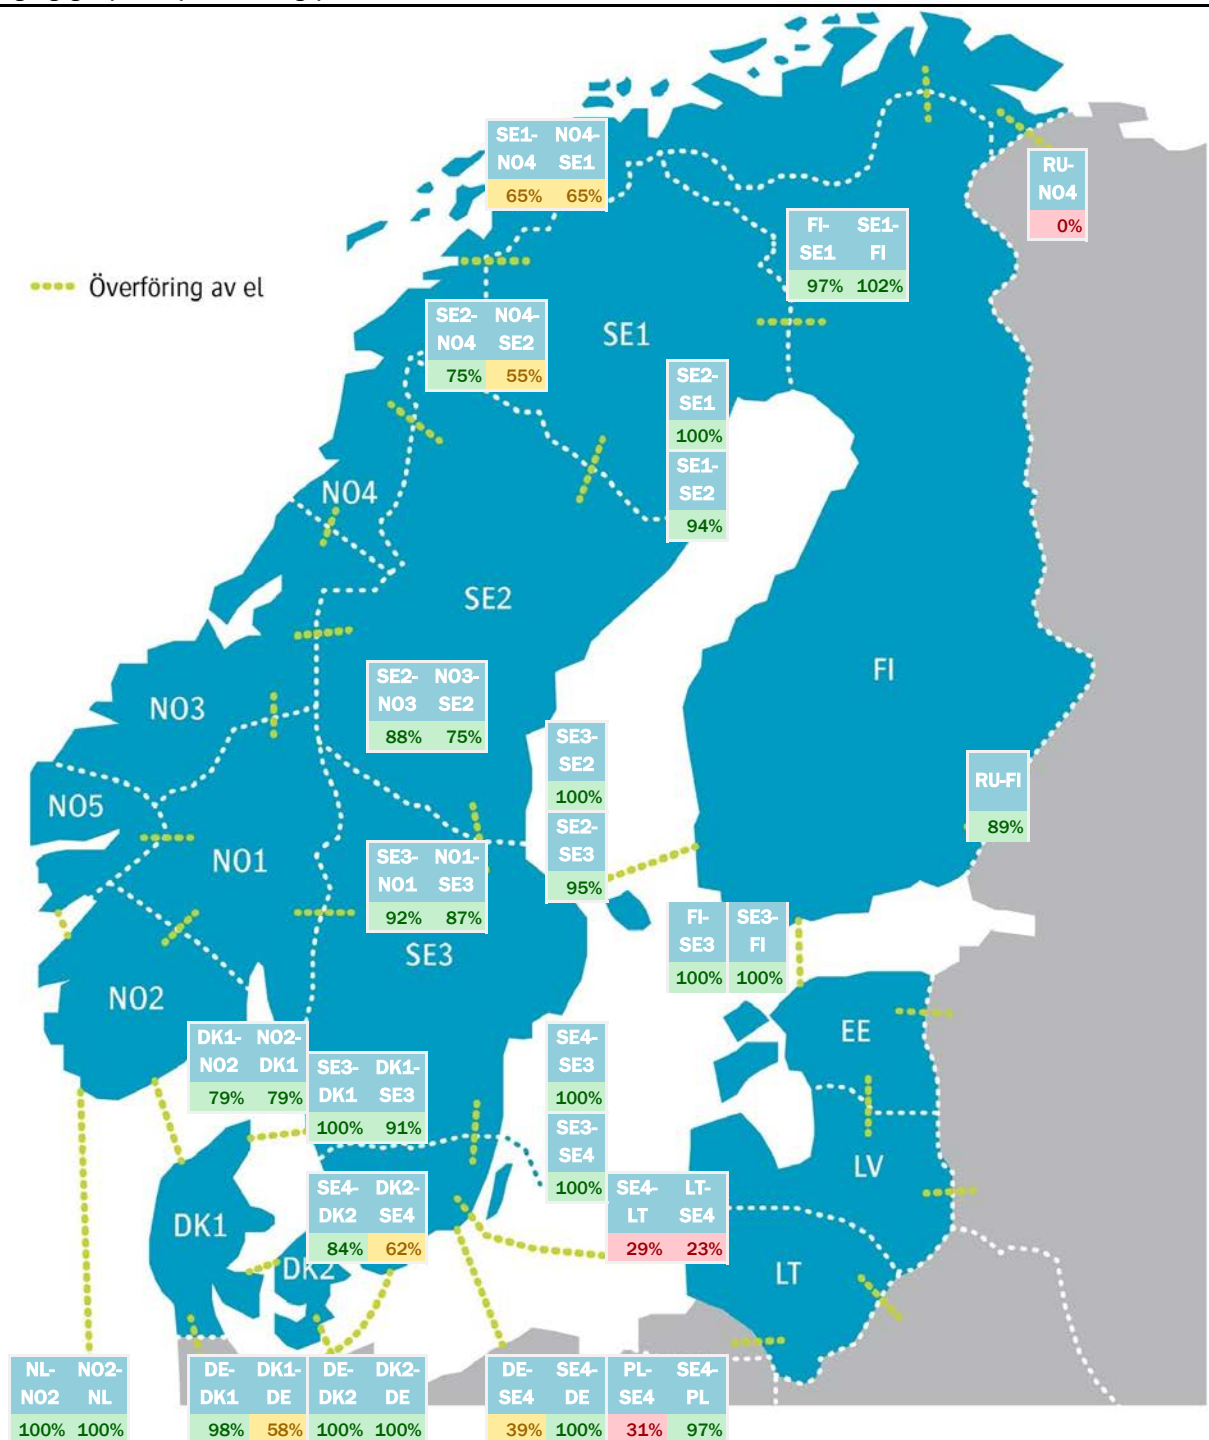 SE1- NO4-
NO4 SE1
65% 65%
RU-
NO4
0%
FI- SE1-
SE1 FI
97% 102%
Överföring av el
SE2- NO4-
NO4 SE2
75% 55%
SE1
SE2-
SE1
100%
SE1-
SE2
94%
NO4
SE2
FI
SE2- NO3-
NO3 SE2
88% 75%
NO3
SE3-
SE2
100%
SE2-
SE3
95%
RU-FI
89%
NO5
NO1
SE3- NO1-
NO1 SE3
92% 87%
SE3
FI- SE3-
SE3 FI
100% 100%
NO2
EE
DK1- NO2-
NO2 DK1
79% 79%
SE3- DK1-
DK1 SE3
100% 91%
SE4-
SE3
100%
SE3-
SE4
100%
LV
SE4- DK2-
DK2 SE4
84% 62%
SE4- LT-
LT SE4
29% 23%
DK1
DK2
LT
NL- NO2-
NO2 NL
100% 100%
DE- DK1- DE- DK2-
DK1 DE DK2 DE
98% 58% 100% 100%
DE- SE4- PL- SE4-
SE4 DE SE4 PL
39% 100% 31% 97%